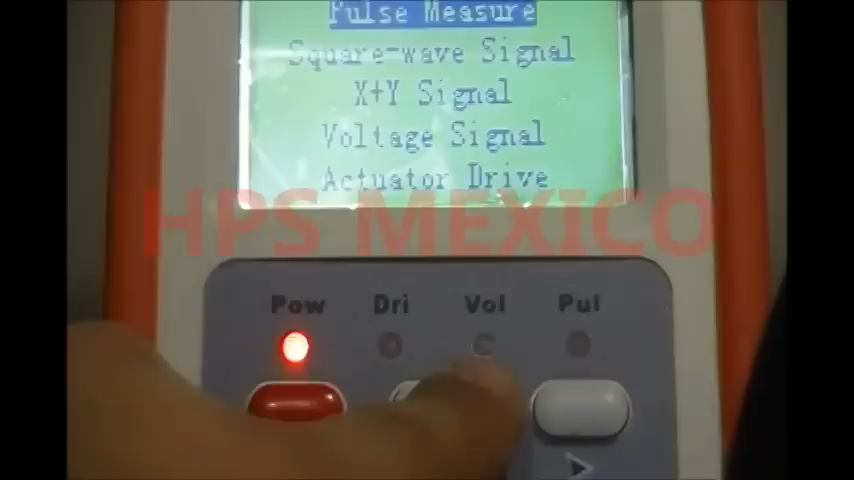 Pulse Measure
Square-wave Signal
X+Y Signal
Voltage Signal
Actuator Drive
HPS MEXICO
Pow Dri Vol Pul